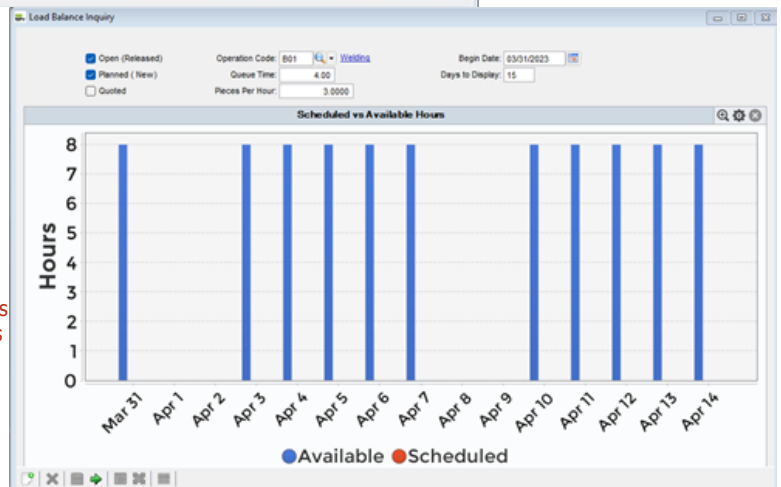 Load Balance Inquiry
Open (Released) Operation Code: B01 Welding Begin Date: 03/31/2023
Planned ( New) Queue Time: 4.00 Days to Display: 15
Quoted Pieces Per Hour: 3.0000
Scheduled vs Available Hours
8
7
6
5
4
3
2
1
0
Hours
Mar 31 Apr 1 Apr 2 Apr 3 Apr 4 Apr 5 Apr 6 Apr 7 Apr 8 Apr 9 Apr 10 Apr 11 Apr 12 Apr 13 Apr 14
Available Scheduled